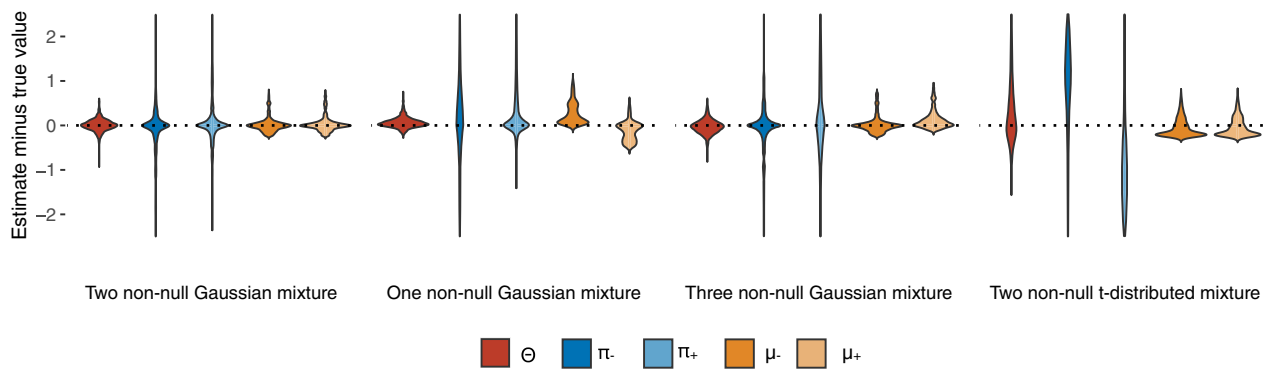 Estimate minus true value
2
1
0
−1
−2
Two non-null Gaussian mixture
One non-null Gaussian mixture
Three non-null Gaussian mixture
Two non-null t-distributed mixture
Θ π- π+ μ- μ+